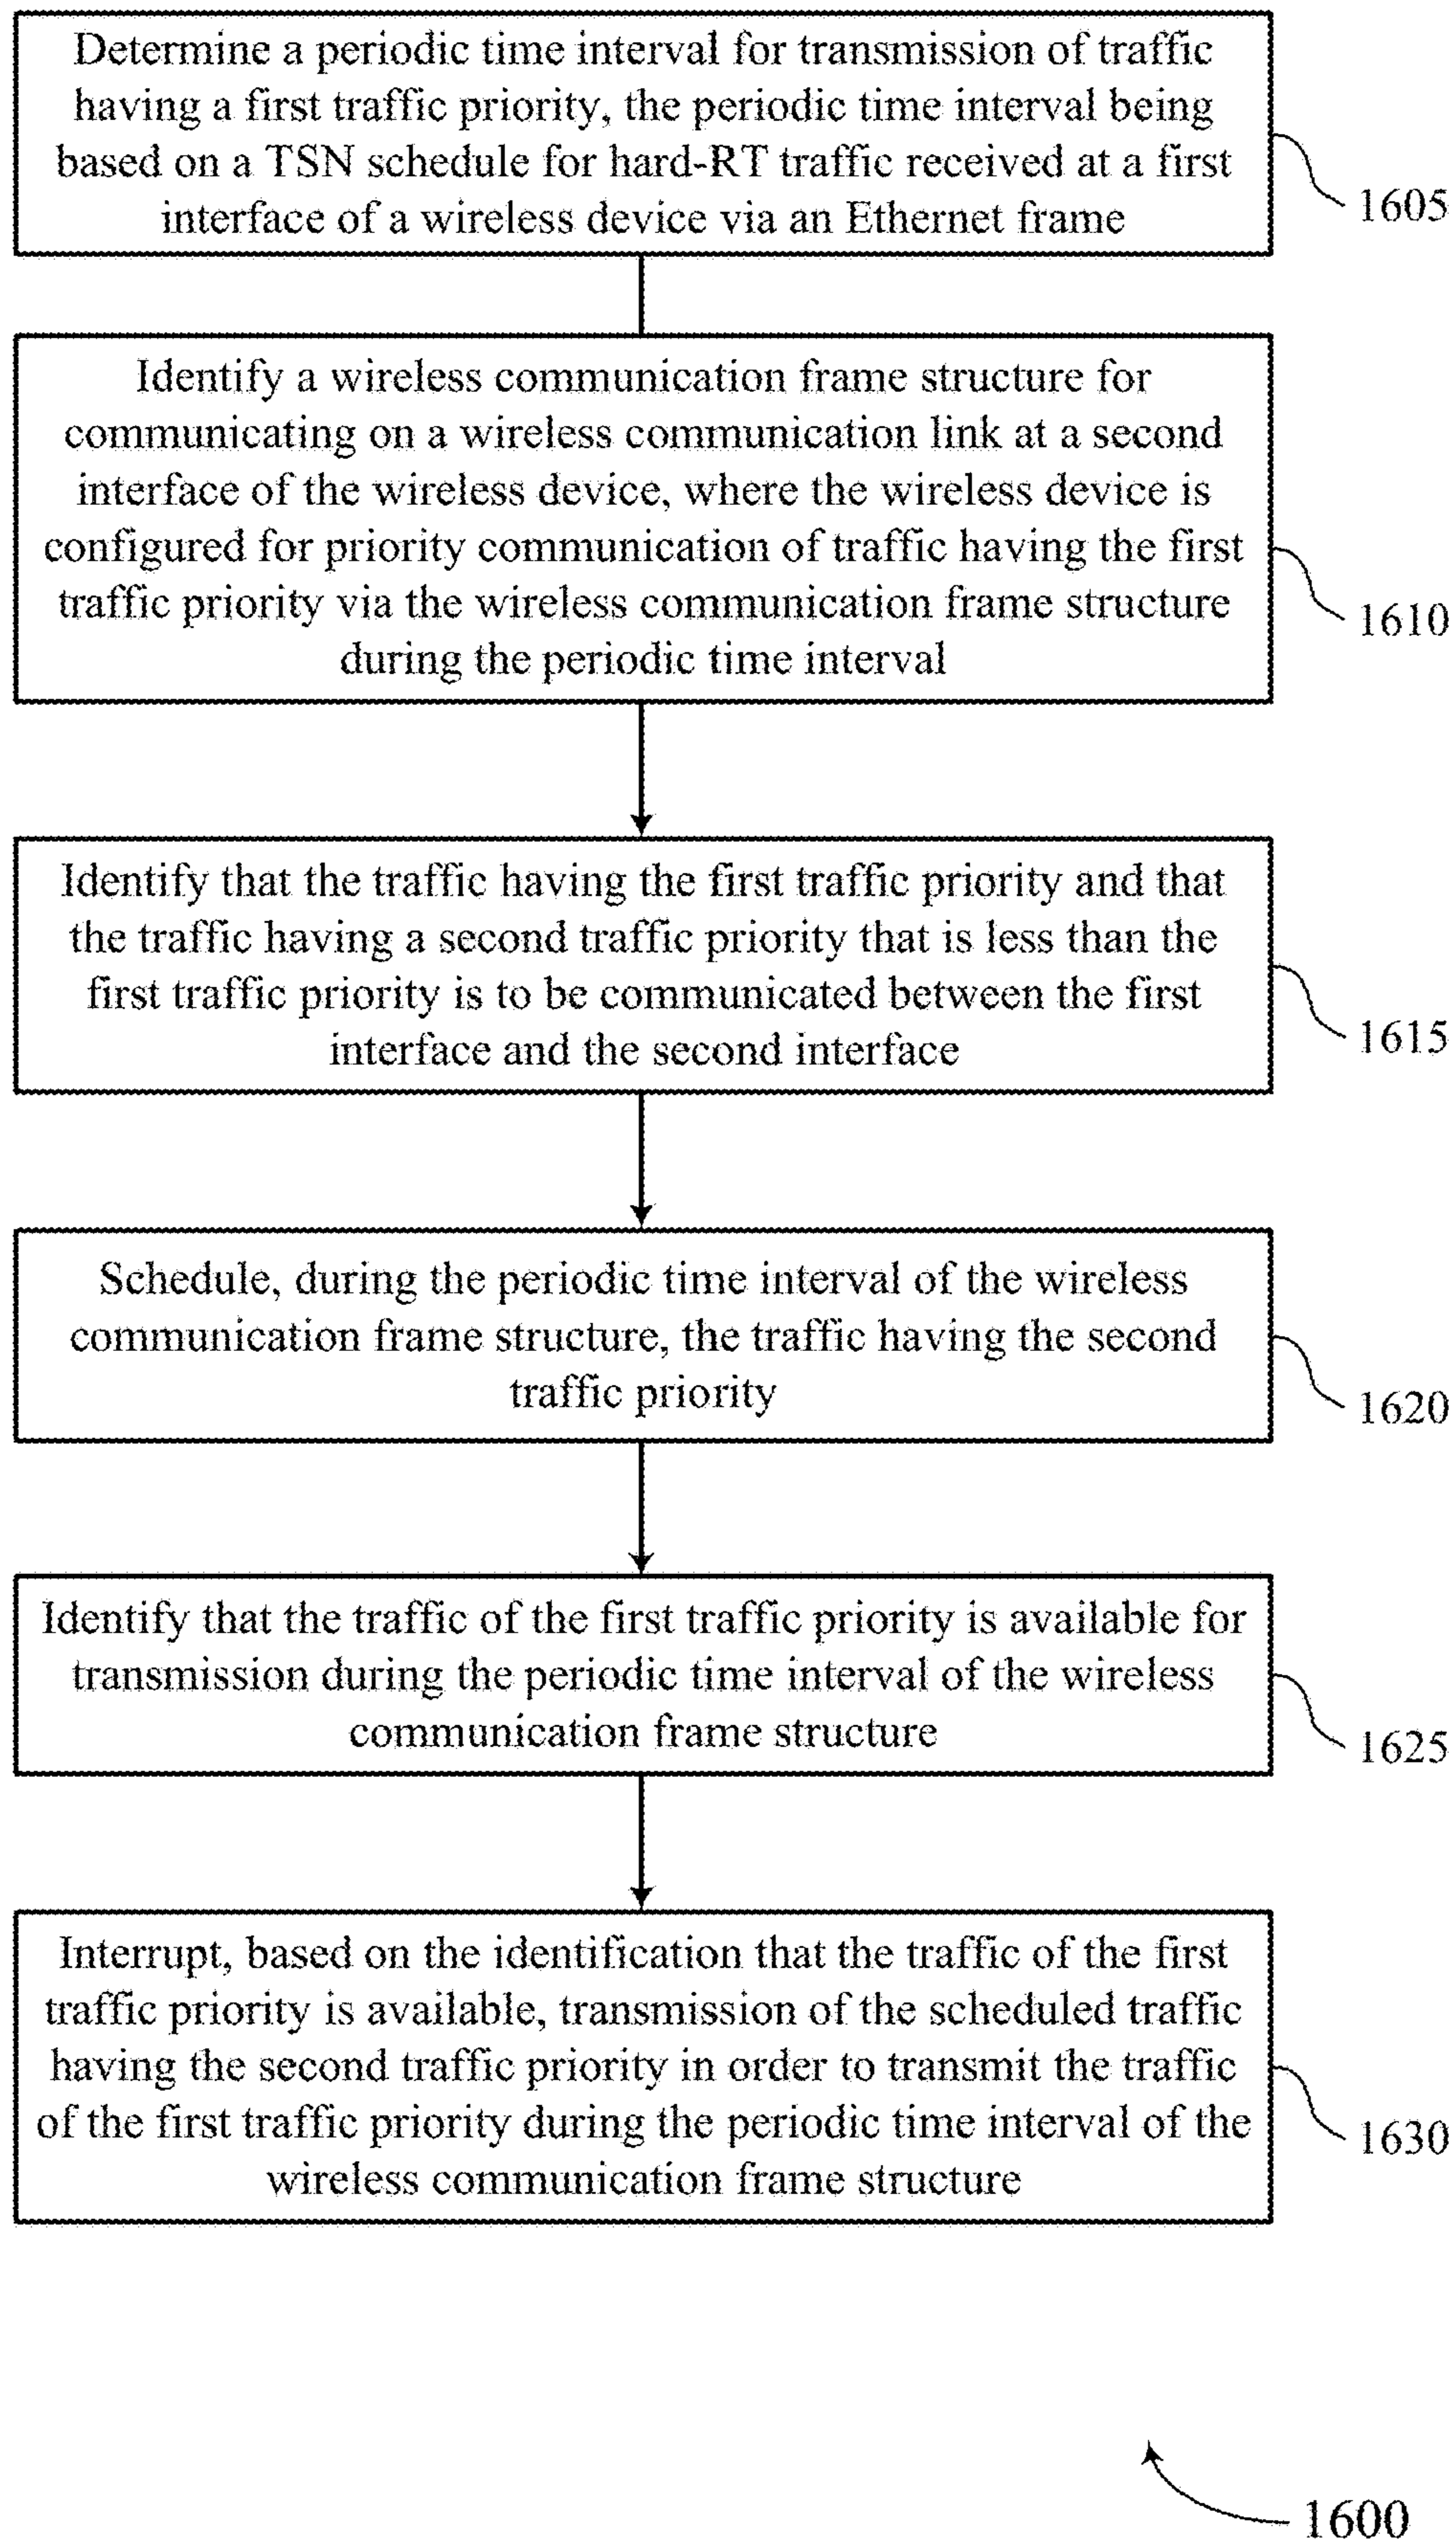 Determine a periodic time interval for transmission of traffic
having a first traffic priority, the periodic time interval being
based on a TSN schedule for hard-RT traffic received at a first
interface of a wireless device via an Ethernet frame
1605
Identify a wireless communication frame structure for
communicating on a wireless communication link at a second
interface of the wireless device, where the wireless device is
configured for priority communication of traffic having the first
traffic priority via the wireless communication frame structure
during the periodic time interval
1610
Identify that the traffic having the first traffic priority and that
the traffic having a second traffic priority that is less than the
first traffic priority is to be communicated between the first
interface and the second interface
1615
Schedule, during the periodic time interval of the wireless
communication frame structure, the traffic having the second
traffic priority
1620
Identify that the traffic of the first traffic priority is available for
transmission during the periodic time interval of the wireless
communication frame structure
1625
Interrupt, based on the identification that the traffic of the first
traffic priority is available, transmission of the scheduled traffic
having the second traffic priority in order to transmit the traffic
of the first traffic priority during the periodic time interval of the
wireless communication frame structure
1630
1600